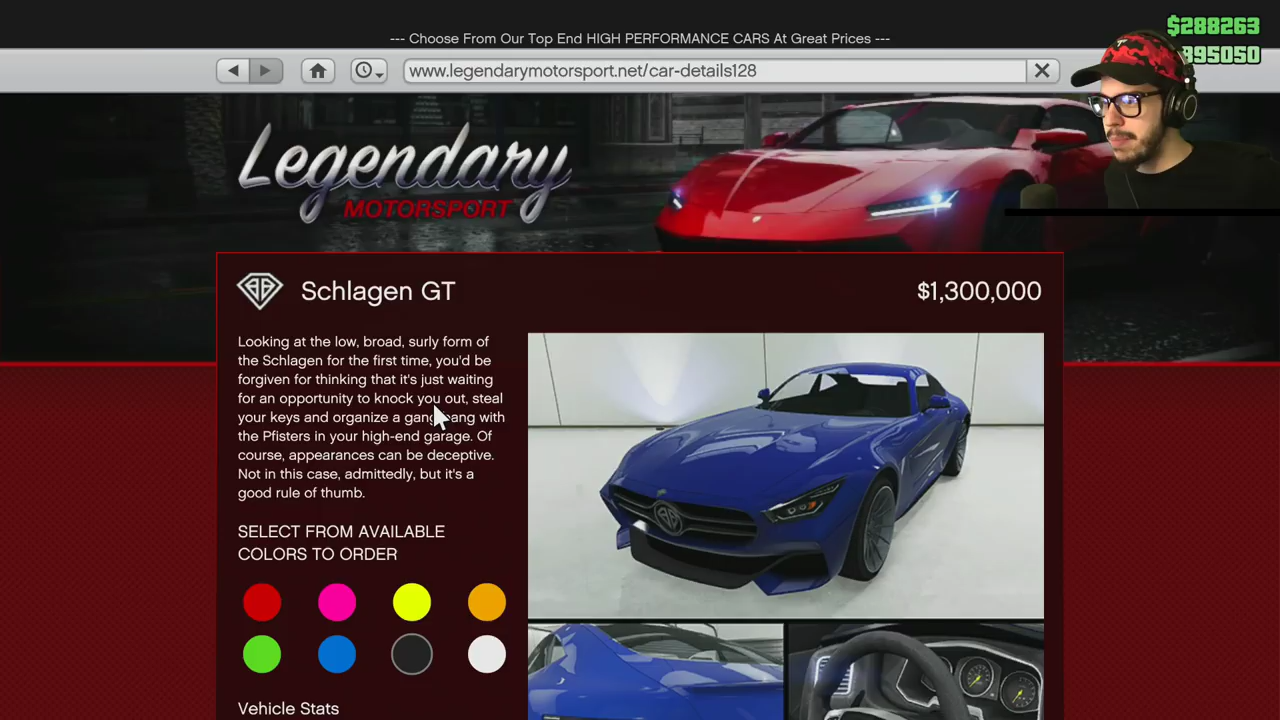 --- Choose From Our Top End HIGH PERFORMANCE CARS At Great Prices ---
$288263
895050
www.legendarymotorsport.net/car-details128
Legendary
MOTORSPORT
Schlagen GT
$1,300,000
Looking at the low, broad, surly form of
the Schlagen for the first time, you'd be
forgiven for thinking that it's just waiting
for an opportunity to knock you out, steal
your keys and organize a gang bang with
the Pfisters in your high-end garage. Of
course, appearances can be deceptive.
Not in this case, admittedly, but it's a
good rule of thumb.
SELECT FROM AVAILABLE
COLORS TO ORDER
Vehicle Stats